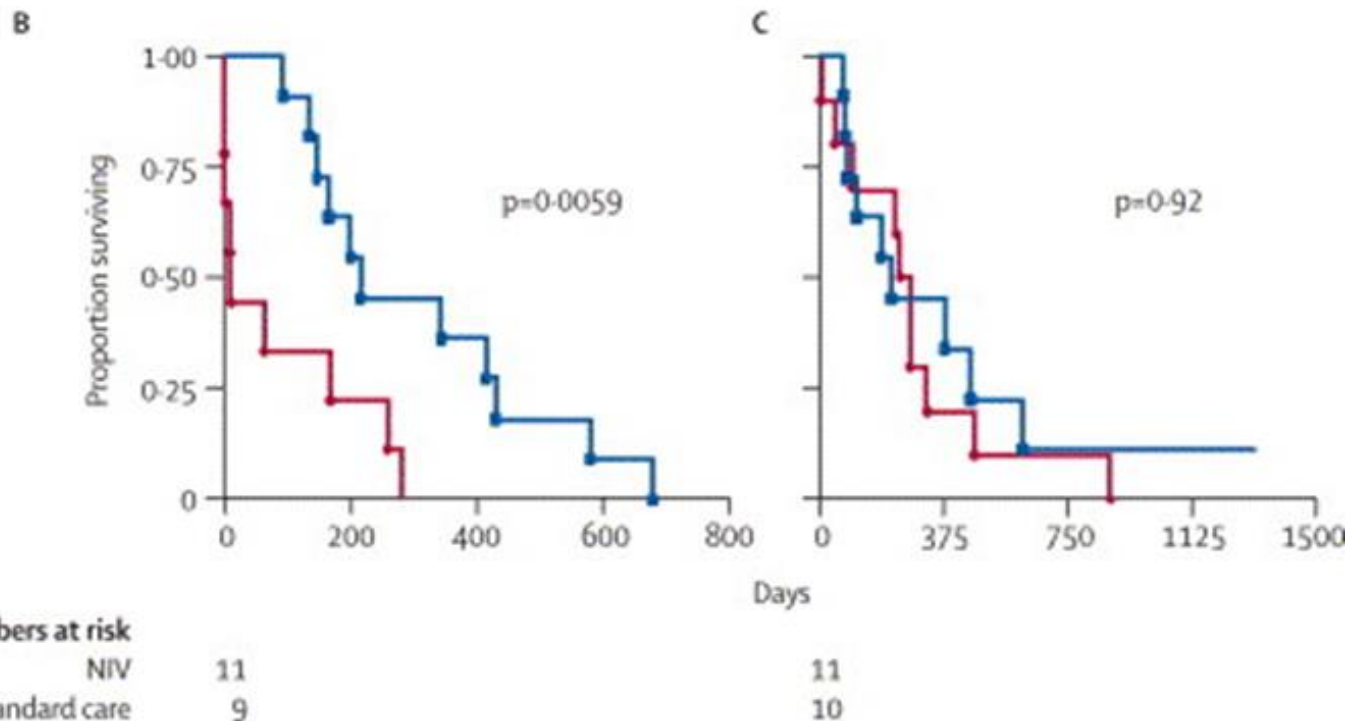 B
C
1·00
0·75
0·50
0·25
0
Proportion surviving
p=0·0059
p=0·92
0 200 400 600 800
0 375 750 1125 1500
Days
bers at risk
NIV 11 11
andard care 9 10